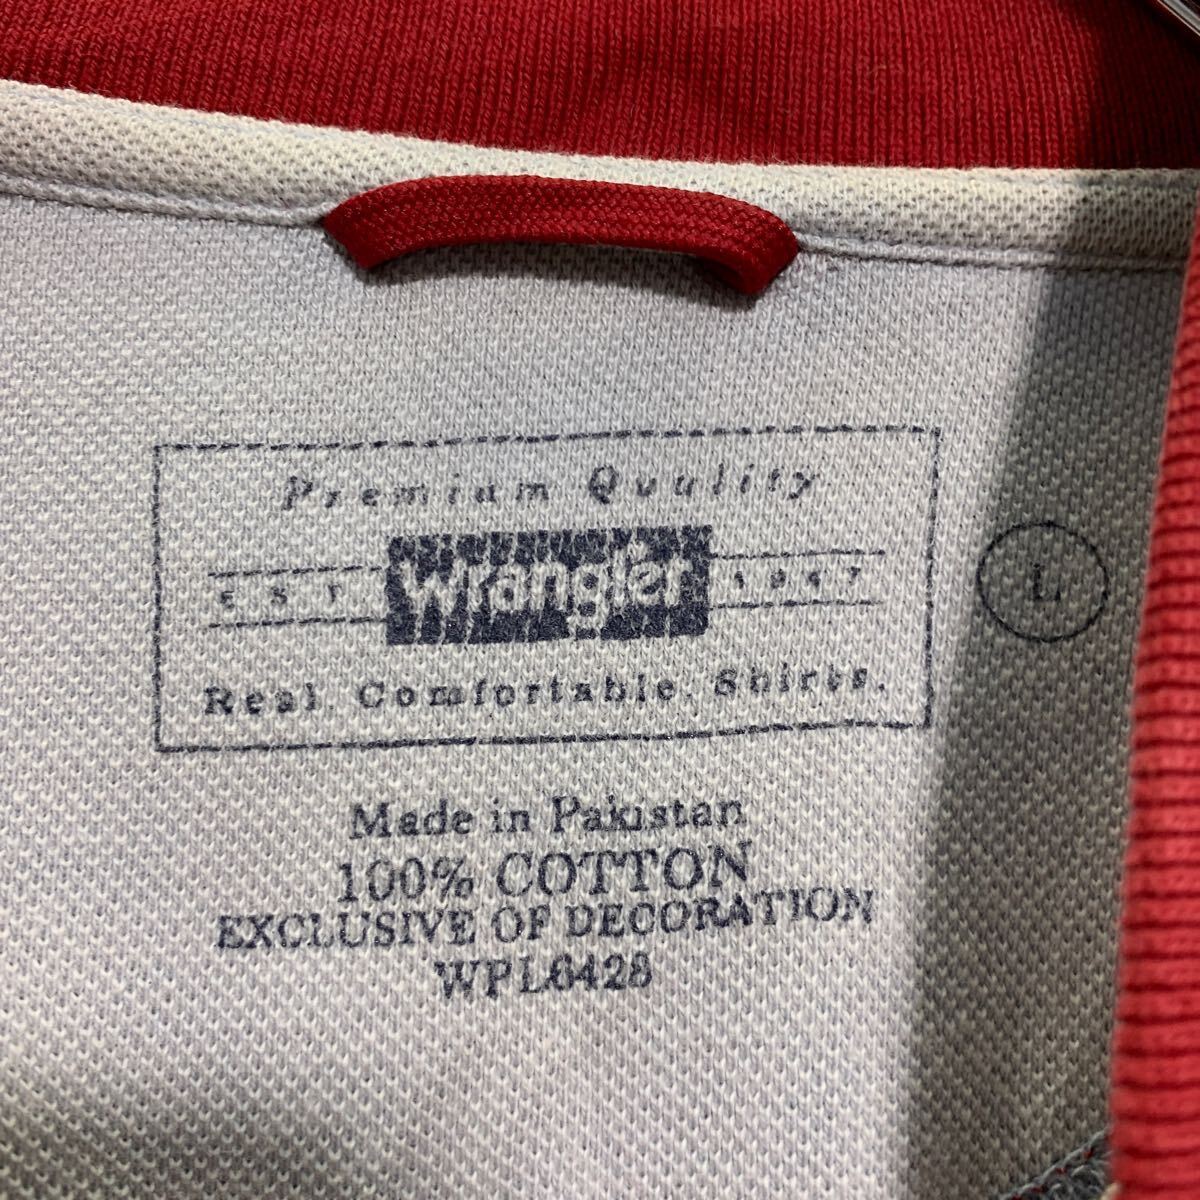 Premium Quality
EST Wrangler 1947
L
Real. Comfortable. Shirts.
Made in Pakistan
100% COTTON
EXCLUSIVE OF DECORATION
WPL6428